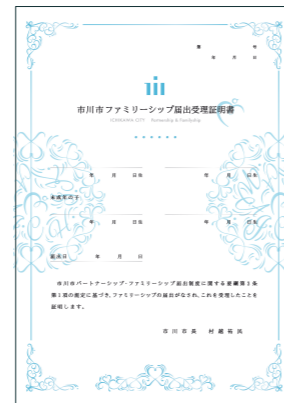 第　　　　号
年　月　日
市川市ファミリーシップ届出受理証明書
ICHIKAWA CITY　Partnership & Familyship
年　月　日生　　　　年　月　日生
未成年の子
年　月　日生　　　　年　月　日生
届出日　　年　月　日
市川市パートナーシップ・ファミリーシップ届出制度に関する要綱第２条
第１項の規定に基づき、ファミリーシップの届出がなされ、これを受理したことを
証明します。
市川市長　村越祐民